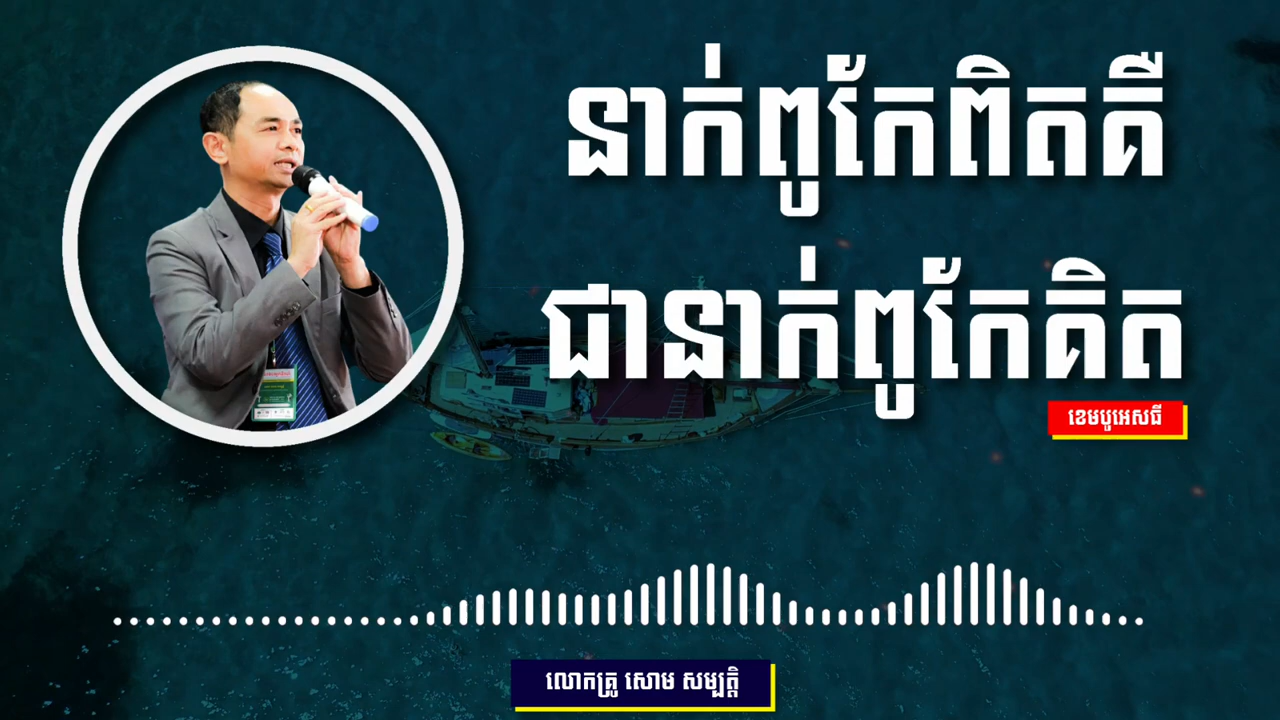 នាក់ពូកែពិតគឺ
ជានាក់ពូកែគិត
ខេមបូអេសធី
លោកគ្រូ សោម សម្បត្តិ